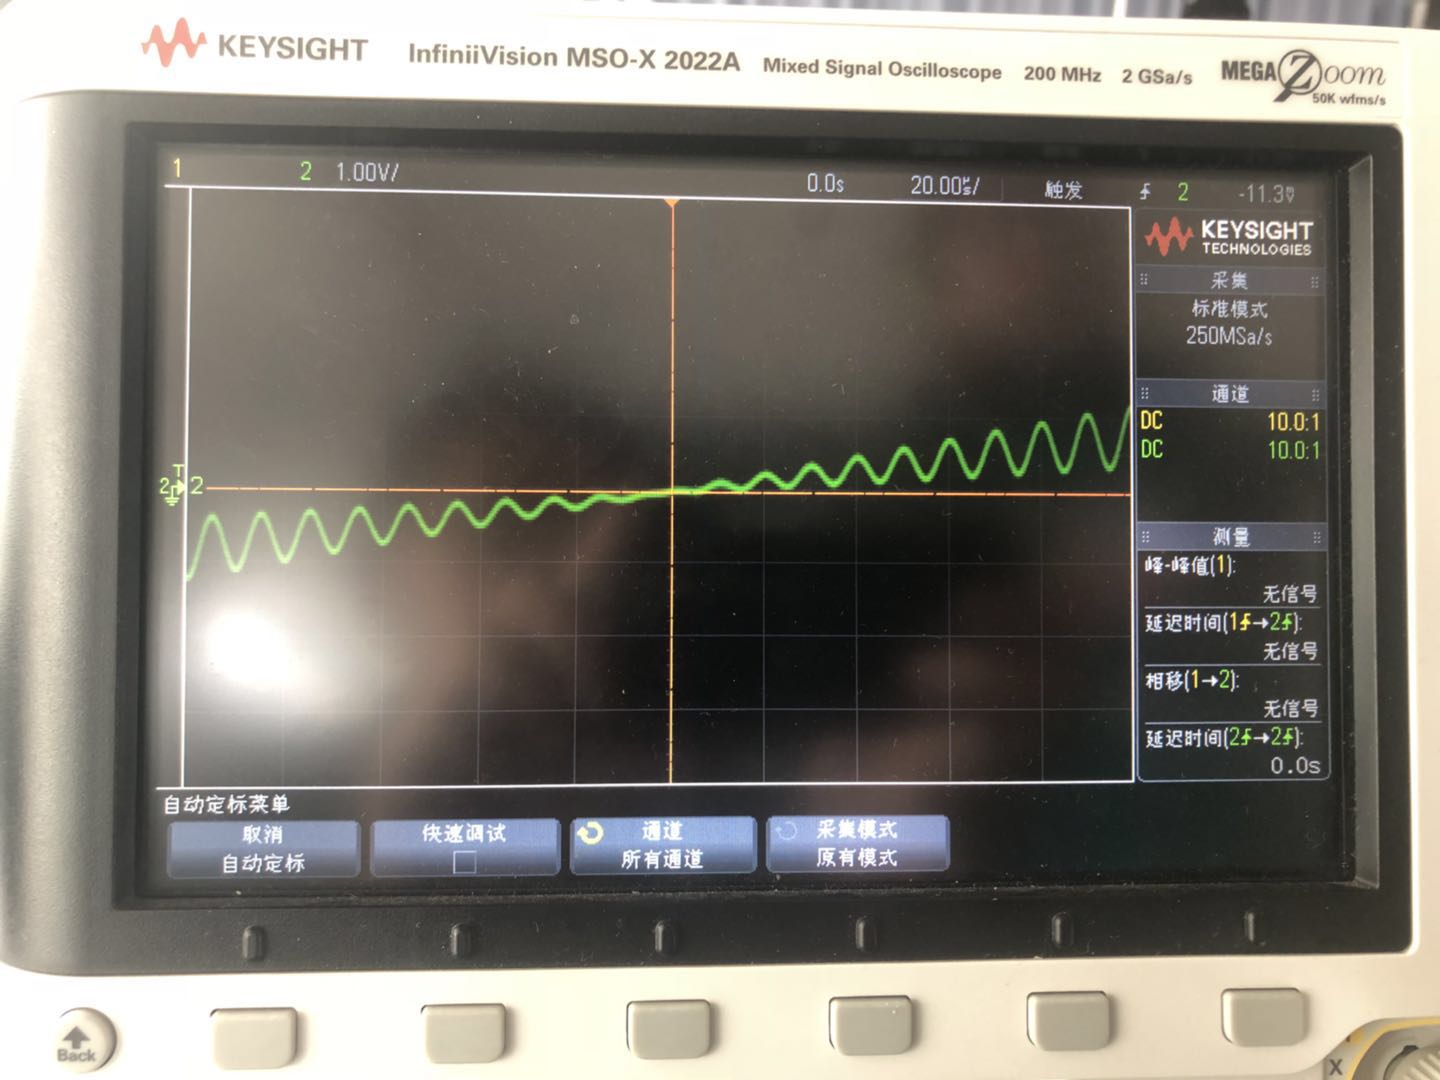 KEYSIGHT InfiniiVision MSO-X 2022A Mixed Signal Oscilloscope 200 MHz 2 GSa/s MEGA Zoom
50K wfms/s
1 2 1.00V/ 0.0s 20.00µs/ 触发 2 -11.3V
KEYSIGHT
TECHNOLOGIES
采集
标准模式
250MSa/s
通道
DC 10.0:1
DC 10.0:1
T
2 2
测量
峰-峰值(1):
无信号
延迟时间(1→2):
无信号
相移(1→2):
无信号
延迟时间(2→2):
0.0s
自动定标菜单
取消
自动定标
快速调试
通道
所有通道
采集模式
原有模式
Back
X